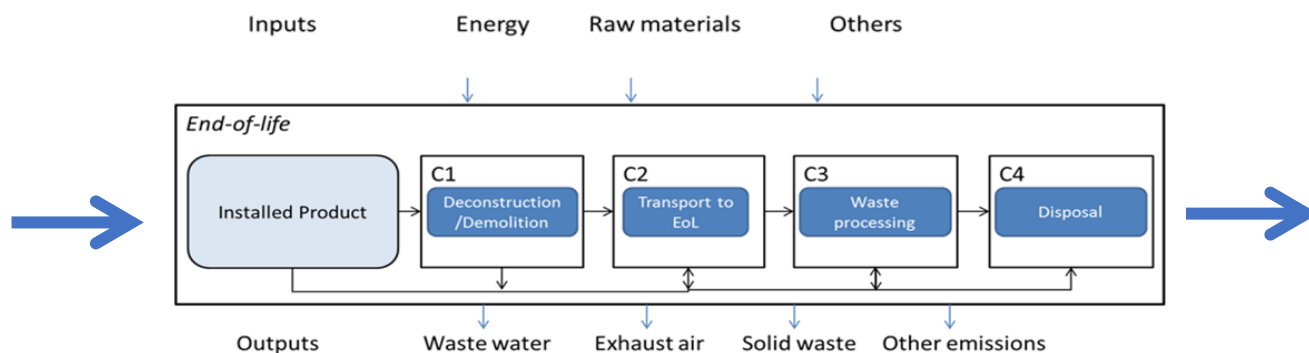 Inputs Energy Raw materials Others
End-of-life
Installed Product
C1
Deconstruction
/Demolition
C2
Transport to
EoL
C3
Waste
processing
C4
Disposal
Outputs Waste water Exhaust air Solid waste Other emissions